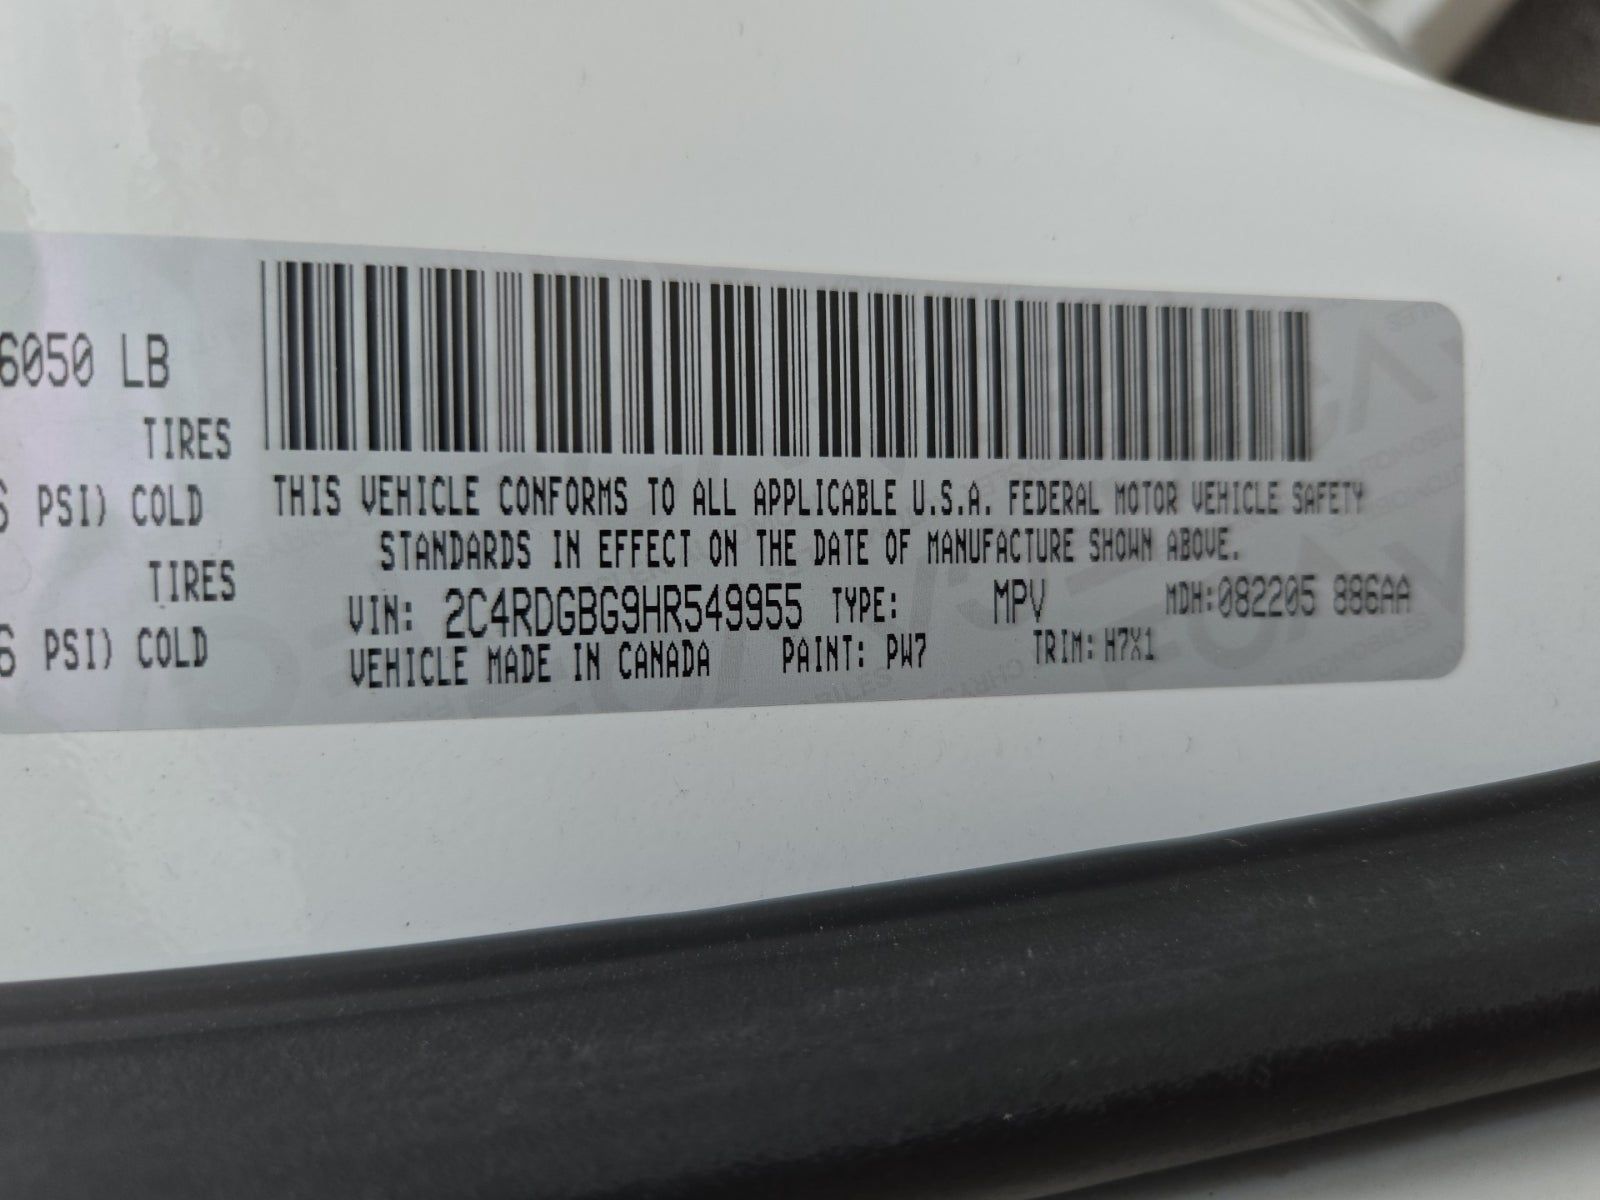 6050 LB
TIRES
PSI) COLD
TIRES
PSI) COLD
THIS VEHICLE CONFORMS TO ALL APPLICABLE U.S.A. FEDERAL MOTOR VEHICLE SAFETY
STANDARDS IN EFFECT ON THE DATE OF MANUFACTURE SHOWN ABOVE.
VIN: 2C4RDGBG9HR549955 TYPE: MPV MDH:082205 886AA
VEHICLE MADE IN CANADA PAINT: PW7 TRIM: H7X1